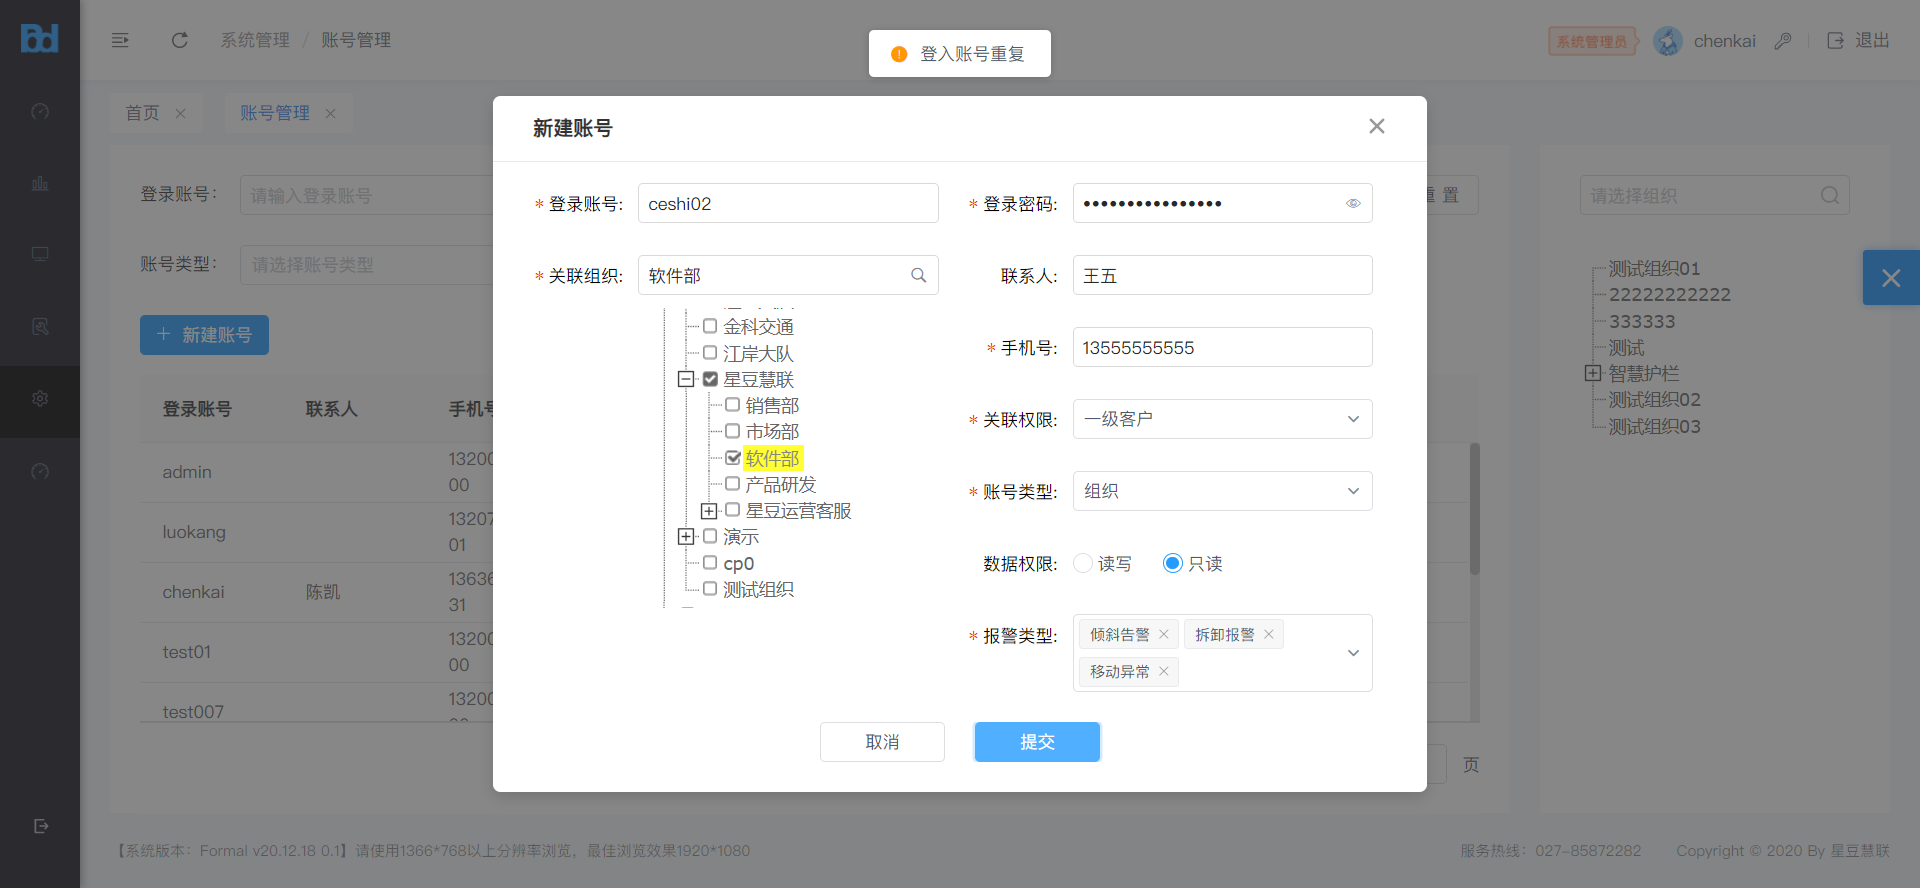 系统管理 / 账号管理
登入账号重复
系统管理员
chenkai
退出
首页
账号管理
新建账号
登录账号:
请输入登录账号
账号类型:
请选择账号类型
新建账号
重 置
登录账号 联系人 手机号
admin 13200
00
luokang 13207
01
chenkai 陈凯 13636
31
test01 13200
00
test007 13200
页
* 登录账号: ceshi02
* 登录密码: ••••••••••••••••
* 关联组织: 软件部
联系人: 王五
金科交通
江岸大队
星豆慧联
销售部
市场部
软件部
产品研发
星豆运营客服
演示
cp0
测试组织
* 手机号: 13555555555
* 关联权限: 一级客户
* 账号类型: 组织
数据权限: 读写 只读
* 报警类型: 倾斜告警 拆卸报警
移动异常
取消
提交
请选择组织
测试组织01
22222222222
333333
测试
智慧护栏
测试组织02
测试组织03
【系统版本：Formal v20.12.18 0.1】请使用1366*768以上分辨率浏览，最佳浏览效果1920*1080
服务热线：027-85872282
Copyright © 2020 By 星豆慧联